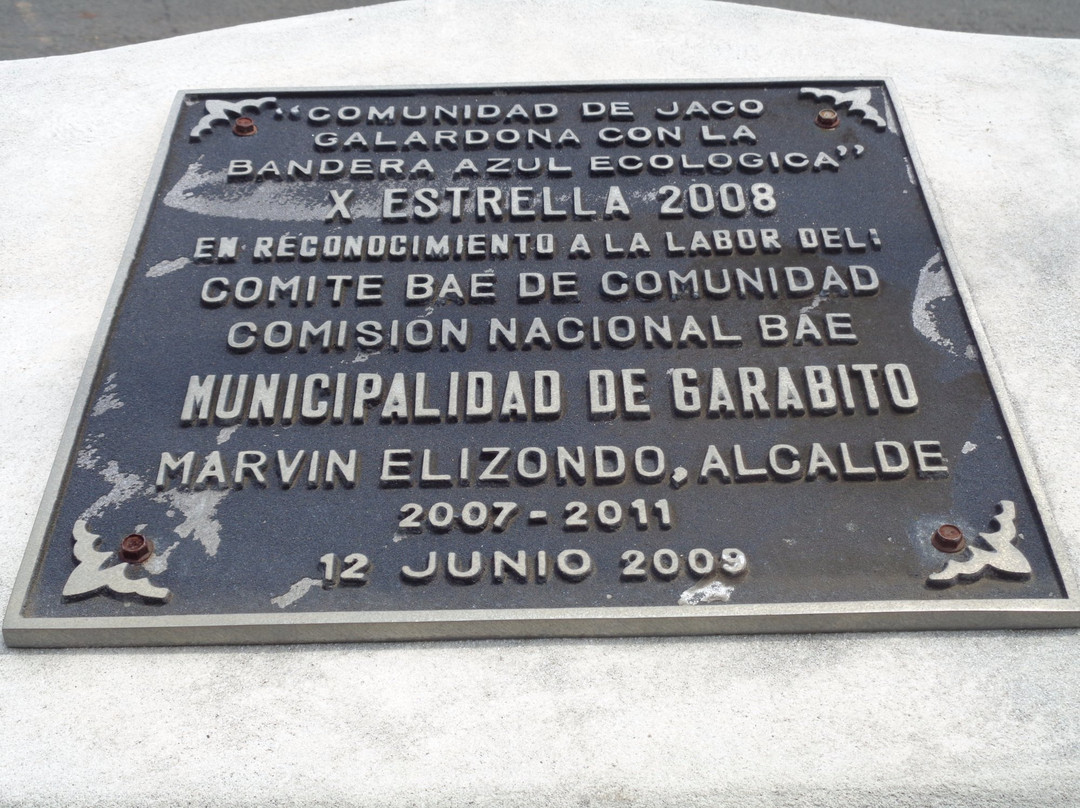 “COMUNIDAD DE JACO
GALARDONA CON LA
BANDERA AZUL ECOLOGICA”
X ESTRELLA 2008
EN RECONOCIMIENTO A LA LABOR DEL:
COMITE BAE DE COMUNIDAD
COMISION NACIONAL BAE
MUNICIPALIDAD DE GARABITO
MARVIN ELIZONDO, ALCALDE
2007-2011
12 JUNIO 2009